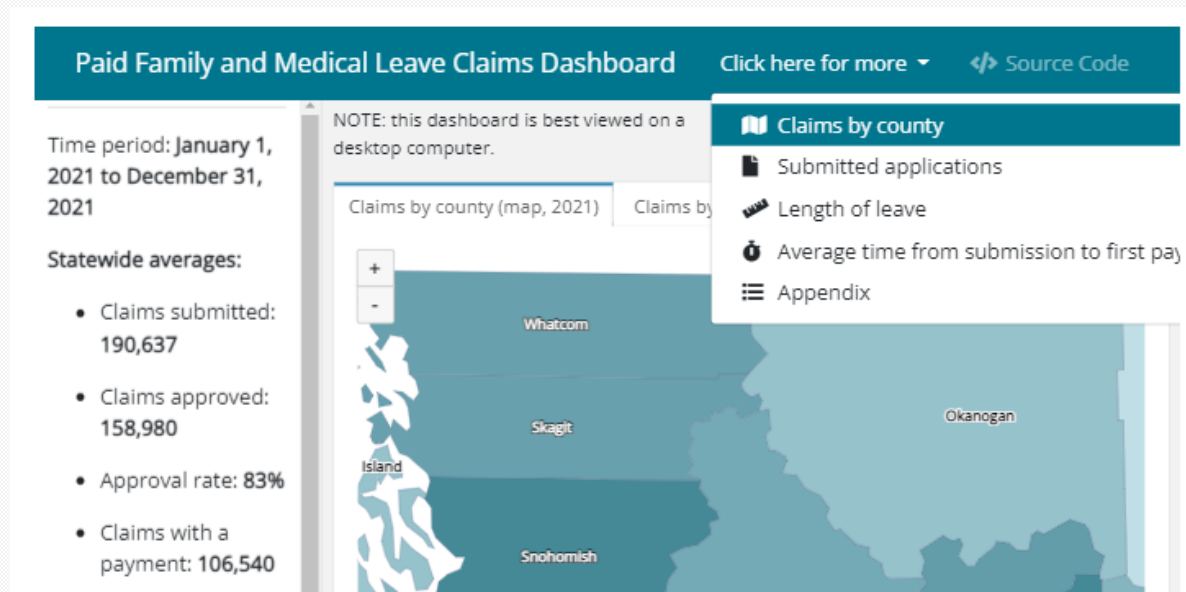 Paid Family and Medical Leave Claims Dashboard
Click here for more
Source Code
Claims by county
Submitted applications
Length of leave
Average time from submission to first
Appendix
Time period: January 1,
2021 to December 31,
2021
Statewide averages:
Claims submitted:
190,637
Claims approved:
158,980
Approval rate: 83%
Claims with a
payment: 106,540
NOTE: this dashboard is best viewed on a
desktop computer.
Claims by county (map, 2021)
Claims by
+
-
Whatcom
Skagit
Okanogan
Island
Snohomish